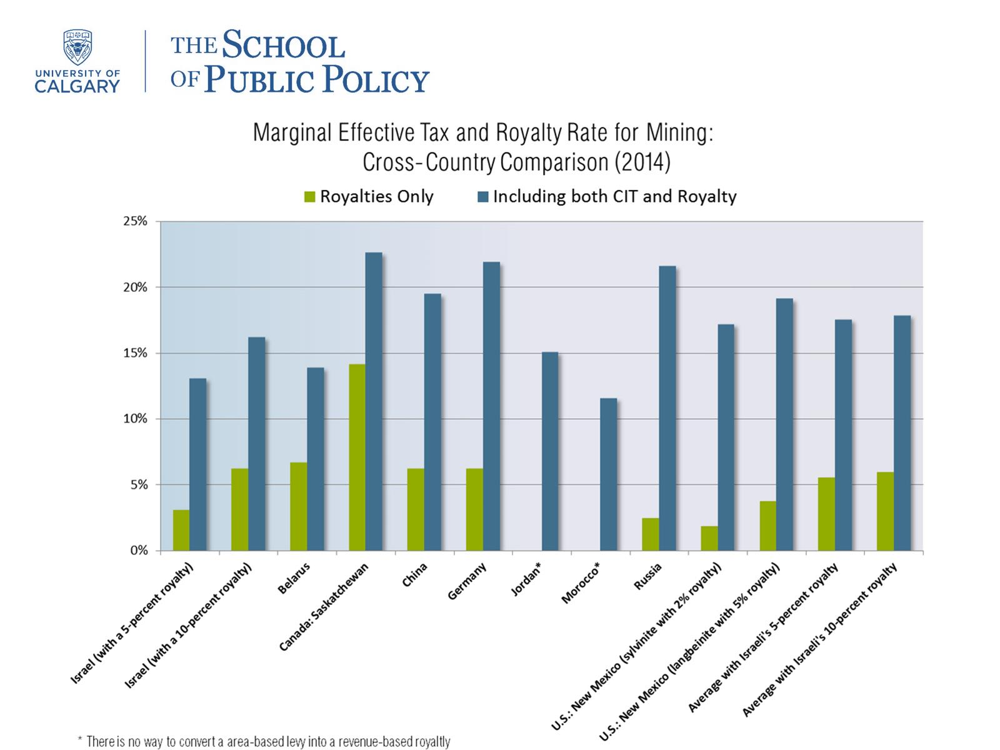 UNIVERSITY OF
CALGARY
THE SCHOOL
OF PUBLIC POLICY
Marginal Effective Tax and Royalty Rate for Mining:
Cross-Country Comparison (2014)
Royalties Only
Including both CIT and Royalty
25%
20%
15%
10%
5%
0%
Israel (with a 5-percent royalty)
Israel (with a 10-percent royalty)
Belarus
Canada: Saskatchewan
China
Germany
Jordan*
Morocco*
Russia
U.S.: New Mexico (sylvinite with 2% royalty)
U.S.: New Mexico (langbeinite with 5% royalty)
Average with Israeli's 5-percent royalty
Average with Israeli's 10-percent royalty
* There is no way to convert a area-based levy into a revenue-based royaltly